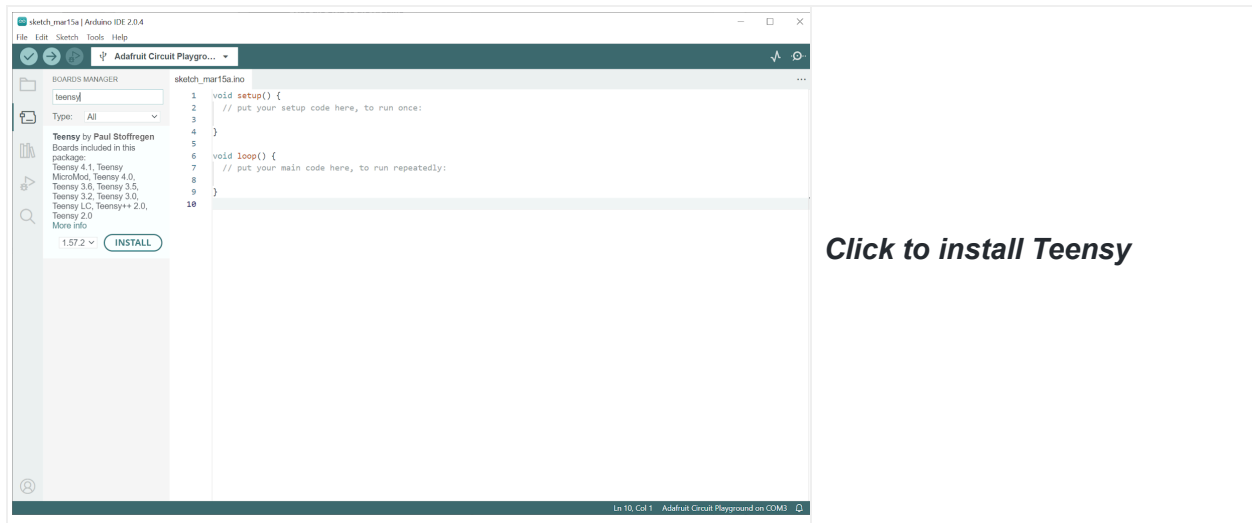 sketch_mar15a | Arduino IDE 2.0.4
File Edit Sketch Tools Help
Adafruit Circuit Playgro...
BOARDS MANAGER
teensy
Type: All
Teensy by Paul Stoffregen
Boards included in this
package:
Teensy 4.1, Teensy
MicroMod, Teensy 4.0,
Teensy 3.6, Teensy 3.5,
Teensy 3.2, Teensy 3.0,
Teensy LC, Teensy++ 2.0,
Teensy 2.0
More info
1.57.2 INSTALL
sketch_mar15a.ino
1 void setup() {
2 // put your setup code here, to run once:
3
4 }
5
6 void loop() {
7 // put your main code here, to run repeatedly:
8
9 }
10
Ln 10, Col 1 Adafruit Circuit Playground on COM3
Click to install Teensy